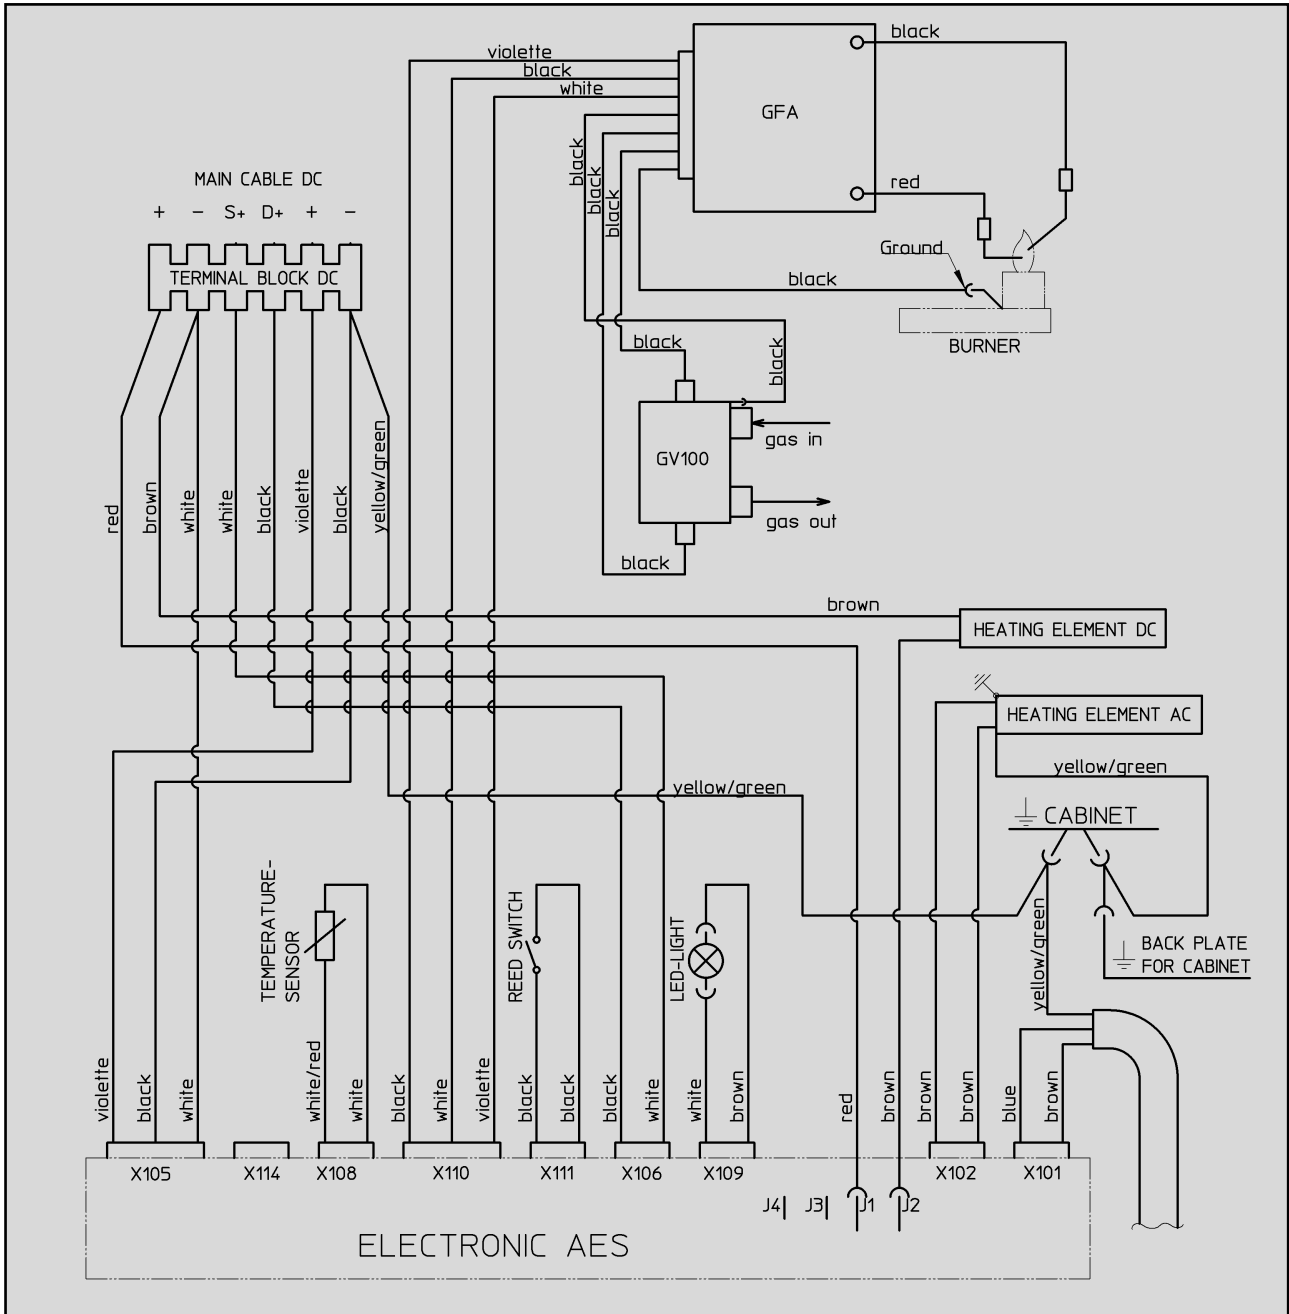 black
violette
black
white
GFA
black
black
black
red
MAIN CABLE DC
+ − S+ D+ + −
Ground
TERMINAL BLOCK DC
black
BURNER
black
black
gas in
GV100
gas out
black
red
brown
white
white
black
violette
black
yellow/green
brown
HEATING ELEMENT DC
HEATING ELEMENT AC
yellow/green
yellow/green
CABINET
TEMPERATURE-
SENSOR
REED SWITCH
LED-LIGHT
yellow/green
BACK PLATE
FOR CABINET
violette
black
white
white/red
white
black
white
violette
black
black
black
white
white
brown
red
brown
brown
brown
blue
brown
X105
X114
X108
X110
X111
X106
X109
X102
X101
J4
J3
J1
J2
ELECTRONIC AES